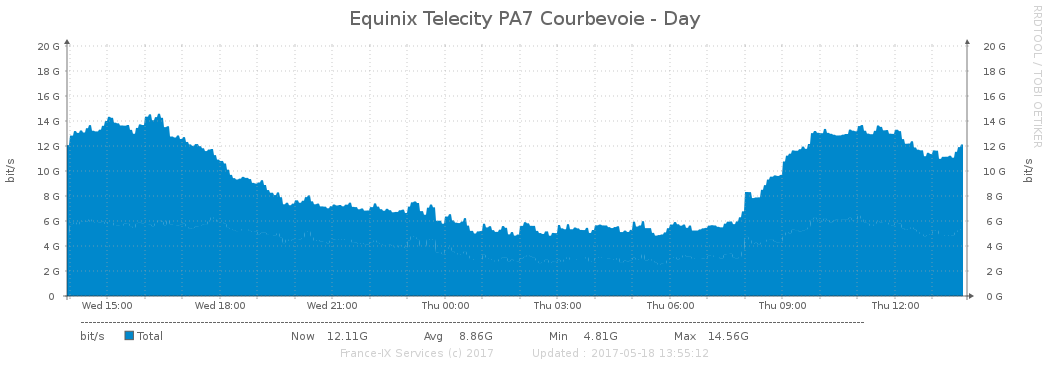 Equinix Telecity PA7 Courbevoie - Day
RRDTOOL / TOBI OETIKER
20 G 20 G
18 G 18 G
16 G 16 G
14 G 14 G
12 G 12 G
10 G 10 G
8 G 8 G
6 G 6 G
4 G 4 G
2 G 2 G
0 0 G
bit/s bit/s
Wed 15:00 Wed 18:00 Wed 21:00 Thu 00:00 Thu 03:00 Thu 06:00 Thu 09:00 Thu 12:00
bit/s Total Now 12.11G Avg 8.86G Min 4.81G Max 14.56G
France-IX Services (c) 2017 Updated : 2017-05-18 13:55:12